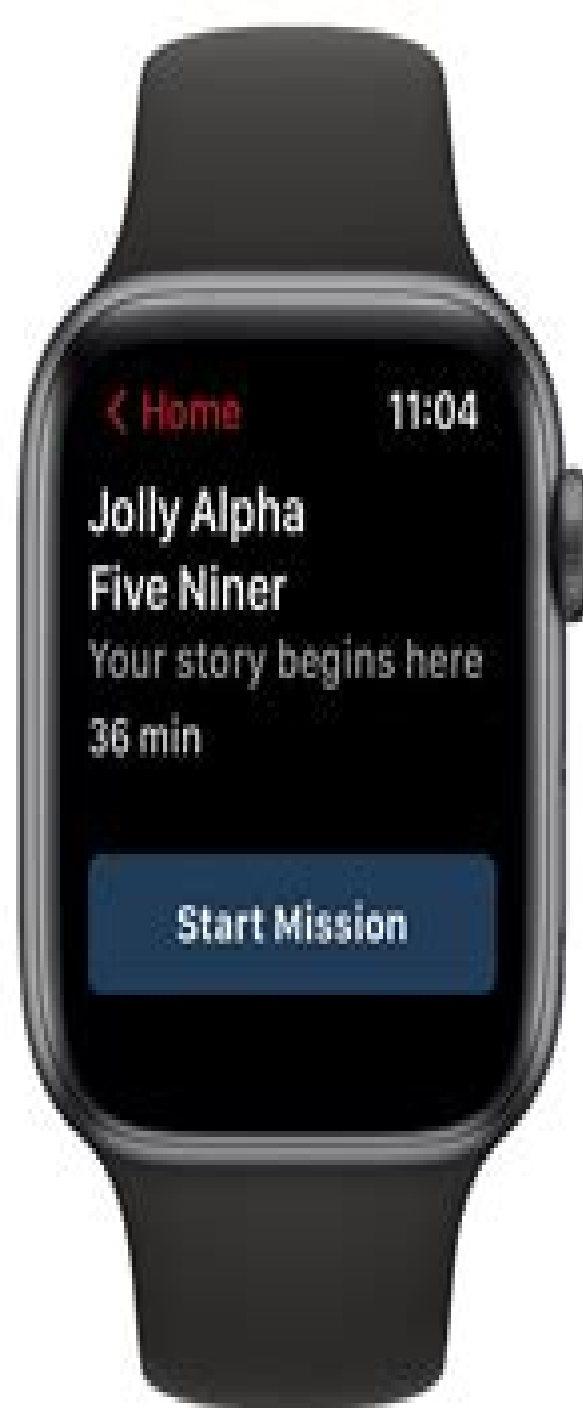 Home 11:04
Jolly Alpha
Five Niner
Your story begins here
36 min
Start Mission